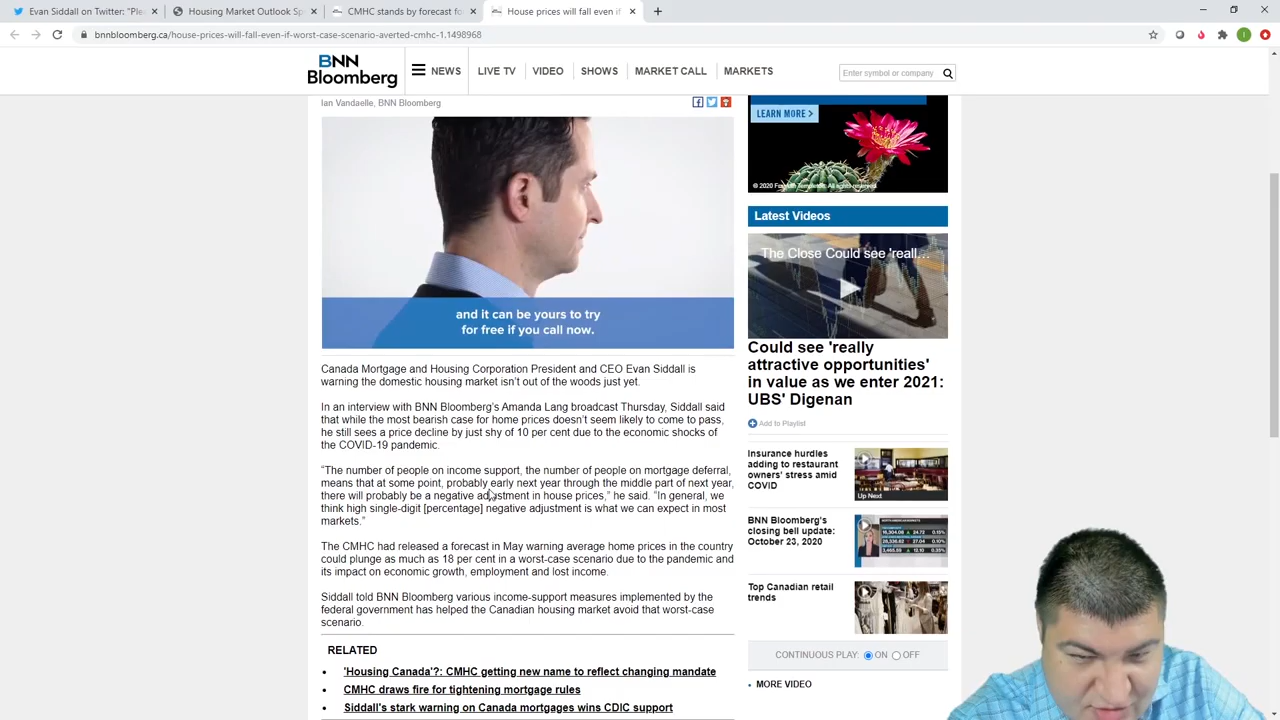 Evan Siddall on Twitter: "Ple
Housing Market Outlook Sp
CMHC stands by forecast fo
House prices will fall even if
bnnbloomberg.ca/house-prices-will-fall-even-if-worst-case-scenario-averted-cmhc-1.1498968
BNN
Bloomberg
NEWS
LIVE TV
VIDEO
SHOWS
MARKET CALL
MARKETS
Enter symbol or company
Ian Vandaelle, BNN Bloomberg
and it can be yours to try
for free if you call now.
Canada Mortgage and Housing Corporation President and CEO Evan Siddall is
warning the domestic housing market isn't out of the woods just yet.
In an interview with BNN Bloomberg's Amanda Lang broadcast Thursday, Siddall said
that while the most bearish case for home prices doesn't seem likely to come to pass,
he still sees a price decline by just shy of 10 per cent due to the economic shocks of
the COVID-19 pandemic.
"The number of people on income support, the number of people on mortgage deferral,
means that at some point, probably early next year through the middle part of next year,
there will probably be a negative adjustment in house prices," he said. "In general, we
think high single-digit [percentage] negative adjustment is what we can expect in most
markets."
The CMHC had released a forecast in May warning average home prices in the country
could plunge as much as 18 per cent in a worst-case scenario due to the pandemic and
its impact on economic growth, employment and lost income.
Siddall told BNN Bloomberg various income-support measures implemented by the
federal government has helped the Canadian housing market avoid that worst-case
scenario.
RELATED
'Housing Canada'?: CMHC getting new name to reflect changing mandate
CMHC draws fire for tightening mortgage rules
Siddall's stark warning on Canada mortgages wins CDIC support
LEARN MORE >
Latest Videos
The Close Could see 'reall...
Could see 'really
attractive opportunities'
in value as we enter 2021:
UBS' Digenan
Add to Playlist
Insurance hurdles
adding to restaurant
owners' stress amid
COVID
Up Next
BNN Bloomberg's
closing bell update:
October 23, 2020
Top Canadian retail
trends
CONTINUOUS PLAY: ON OFF
MORE VIDEO